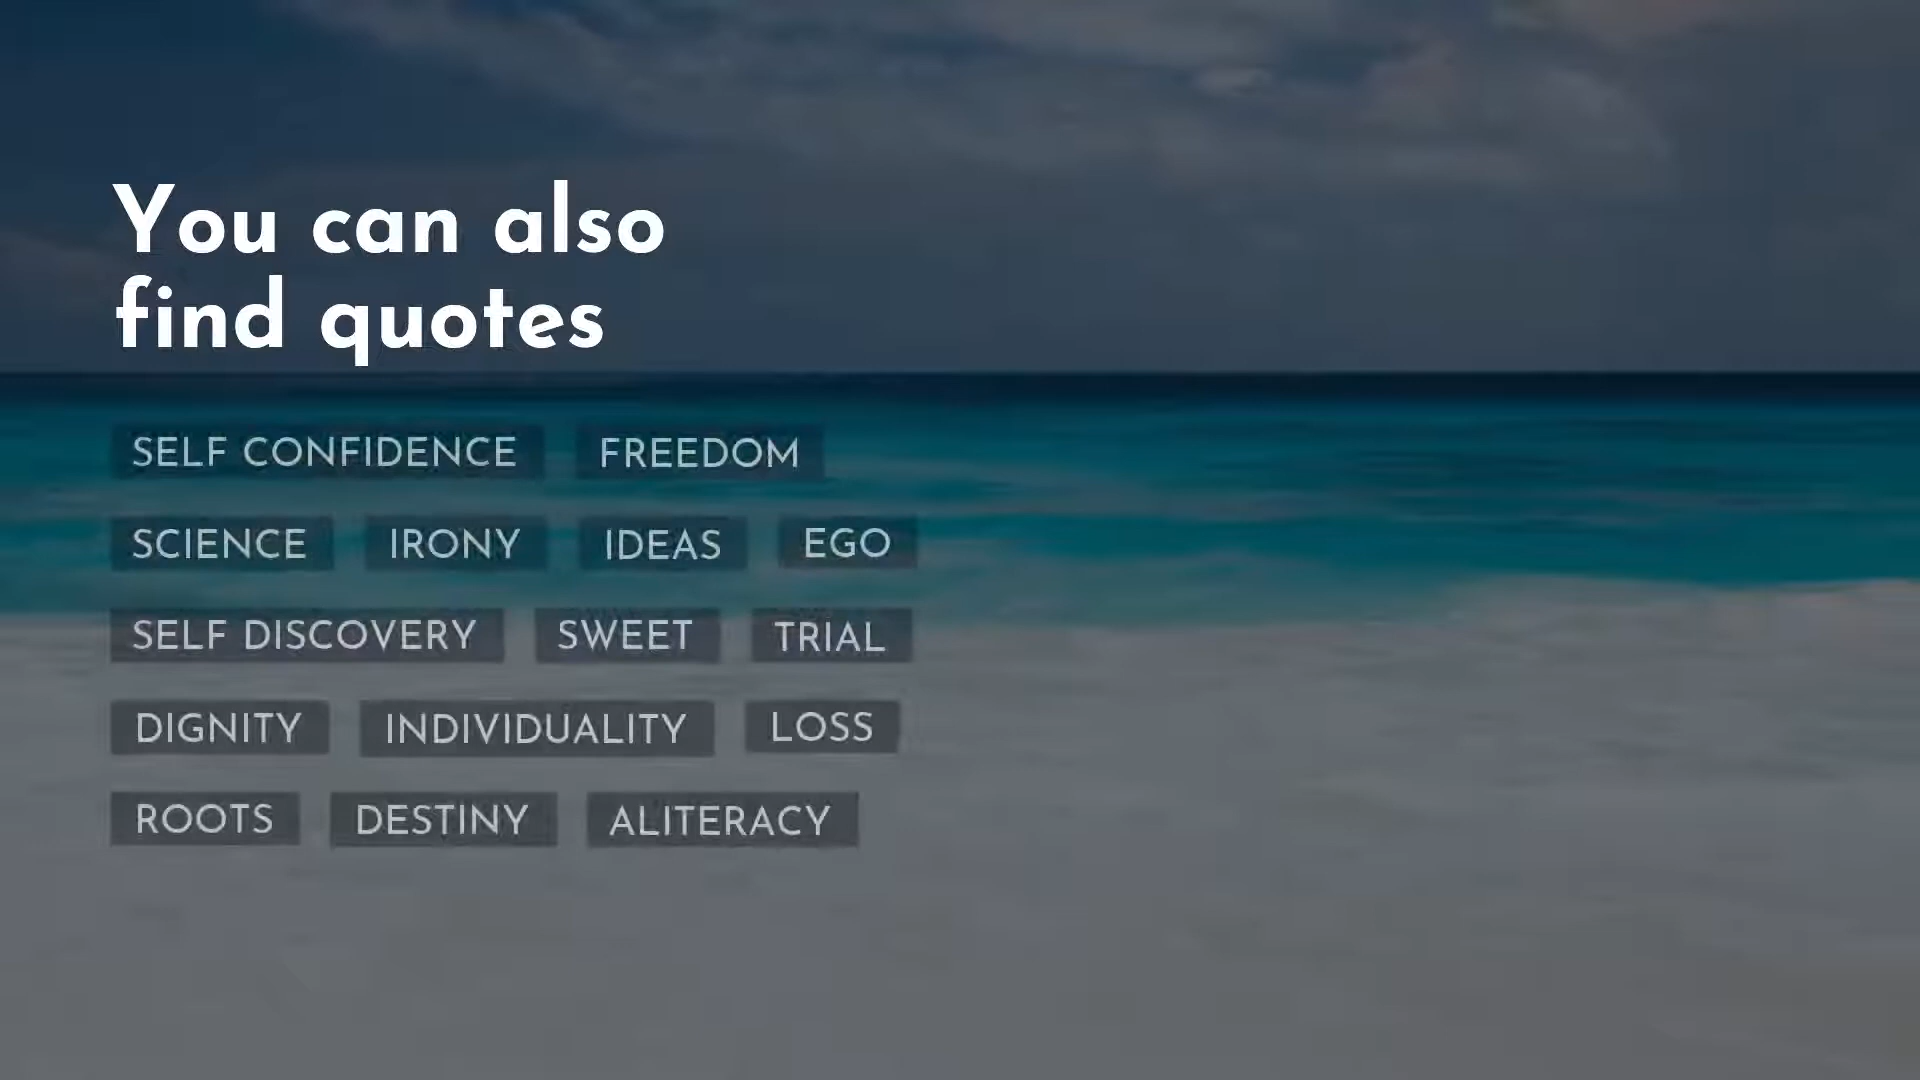 You can also
find quotes
SELF CONFIDENCE FREEDOM
SCIENCE IRONY IDEAS EGO
SELF DISCOVERY SWEET TRIAL
DIGNITY INDIVIDUALITY LOSS
ROOTS DESTINY ALITERACY